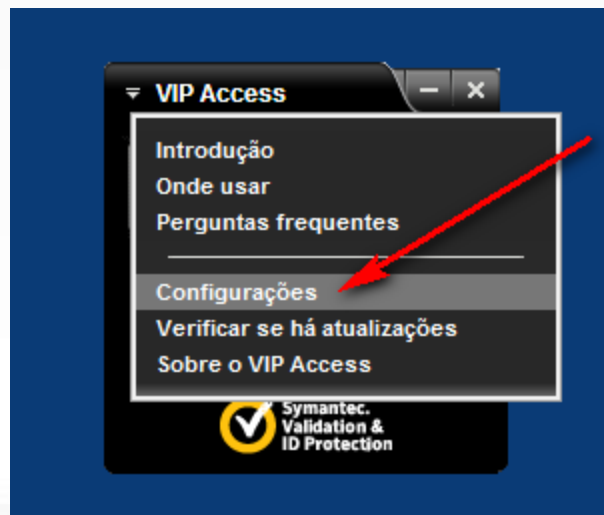 VIP Access
Introdução
Onde usar
Perguntas frequentes
Configurações
Verificar se há atualizações
Sobre o VIP Access
Symantec.
Validation &
ID Protection